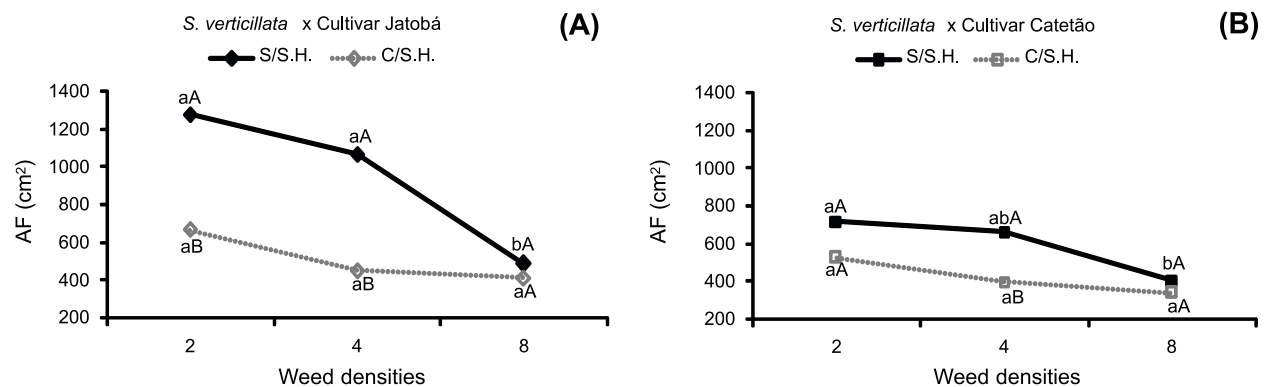 S. verticillata x Cultivar Jatobá
(A)
S/S.H. C/S.H.
1400
1200
1000
800
600
400
200
AF (cm²)
aA
aA
bA
aB
aB
aA
2 4 8
Weed densities
S. verticillata x Cultivar Catetão
(B)
S/S.H. C/S.H.
1400
1200
1000
800
600
400
200
AF (cm²)
aA
abA
bA
aA
aB
aA
2 4 8
Weed densities